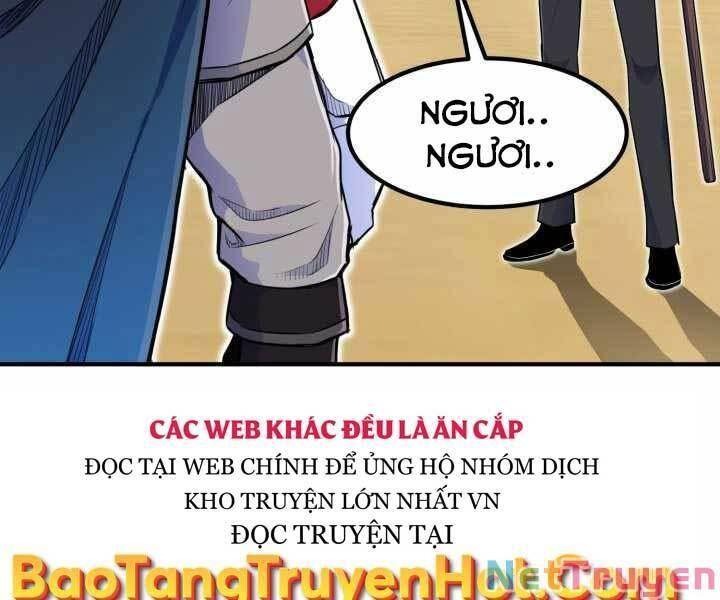 NGƯƠI..
NGƯƠI..
CÁC WEB KHÁC ĐỀU LÀ ĂN CẮP
ĐỌC TẠI WEB CHÍNH ĐỂ ỦNG HỘ NHÓM DỊCH
KHO TRUYỆN LỚN NHẤT VN
ĐỌC TRUYỆN TẠI
BaoTangTruyenHot.Com
NetTruyen